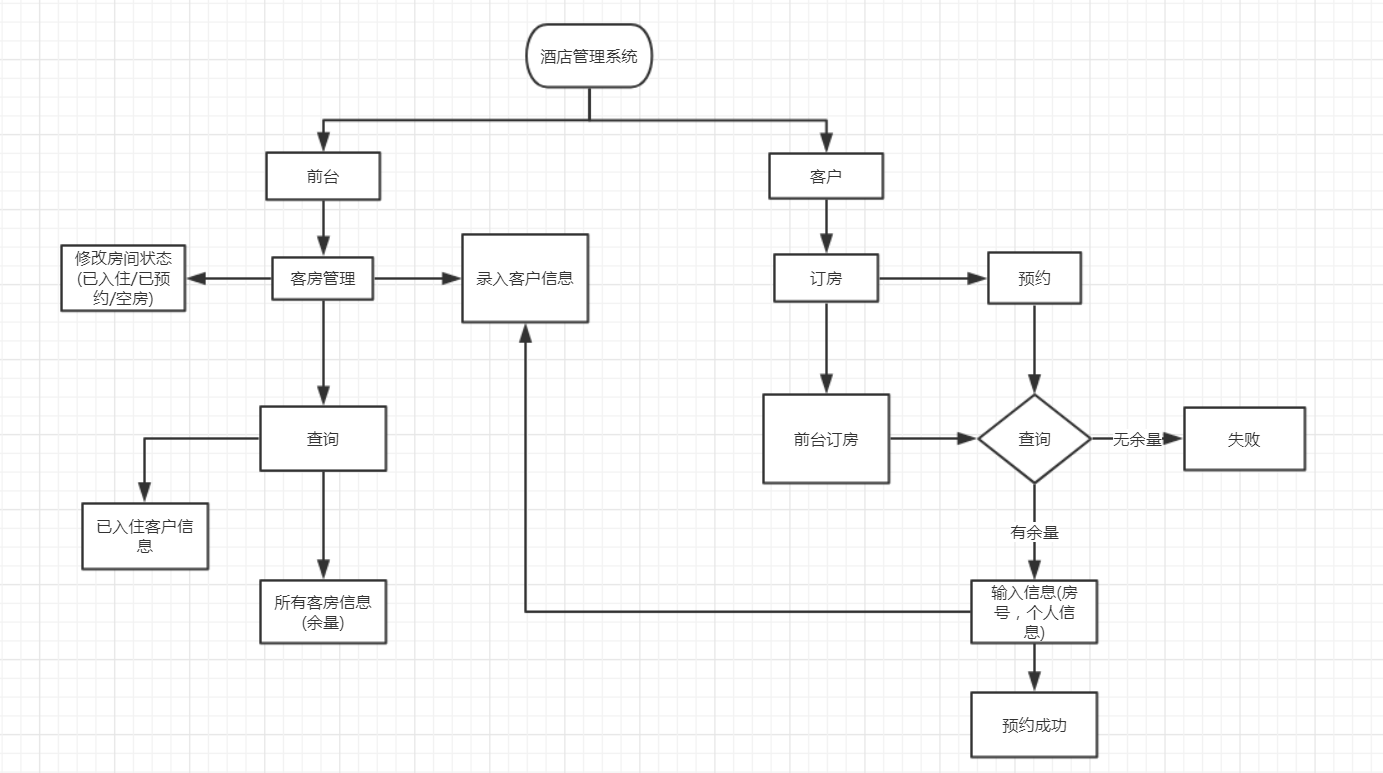 酒店管理系统
前台
客户
修改房间状态
(已入住/已预
约/空房)
客房管理
录入客户信息
订房
预约
查询
前台订房
查询
无余量
失败
已入住客户信
息
有余量
所有客房信息
(余量)
输入信息(房
号，个人信
息)
预约成功